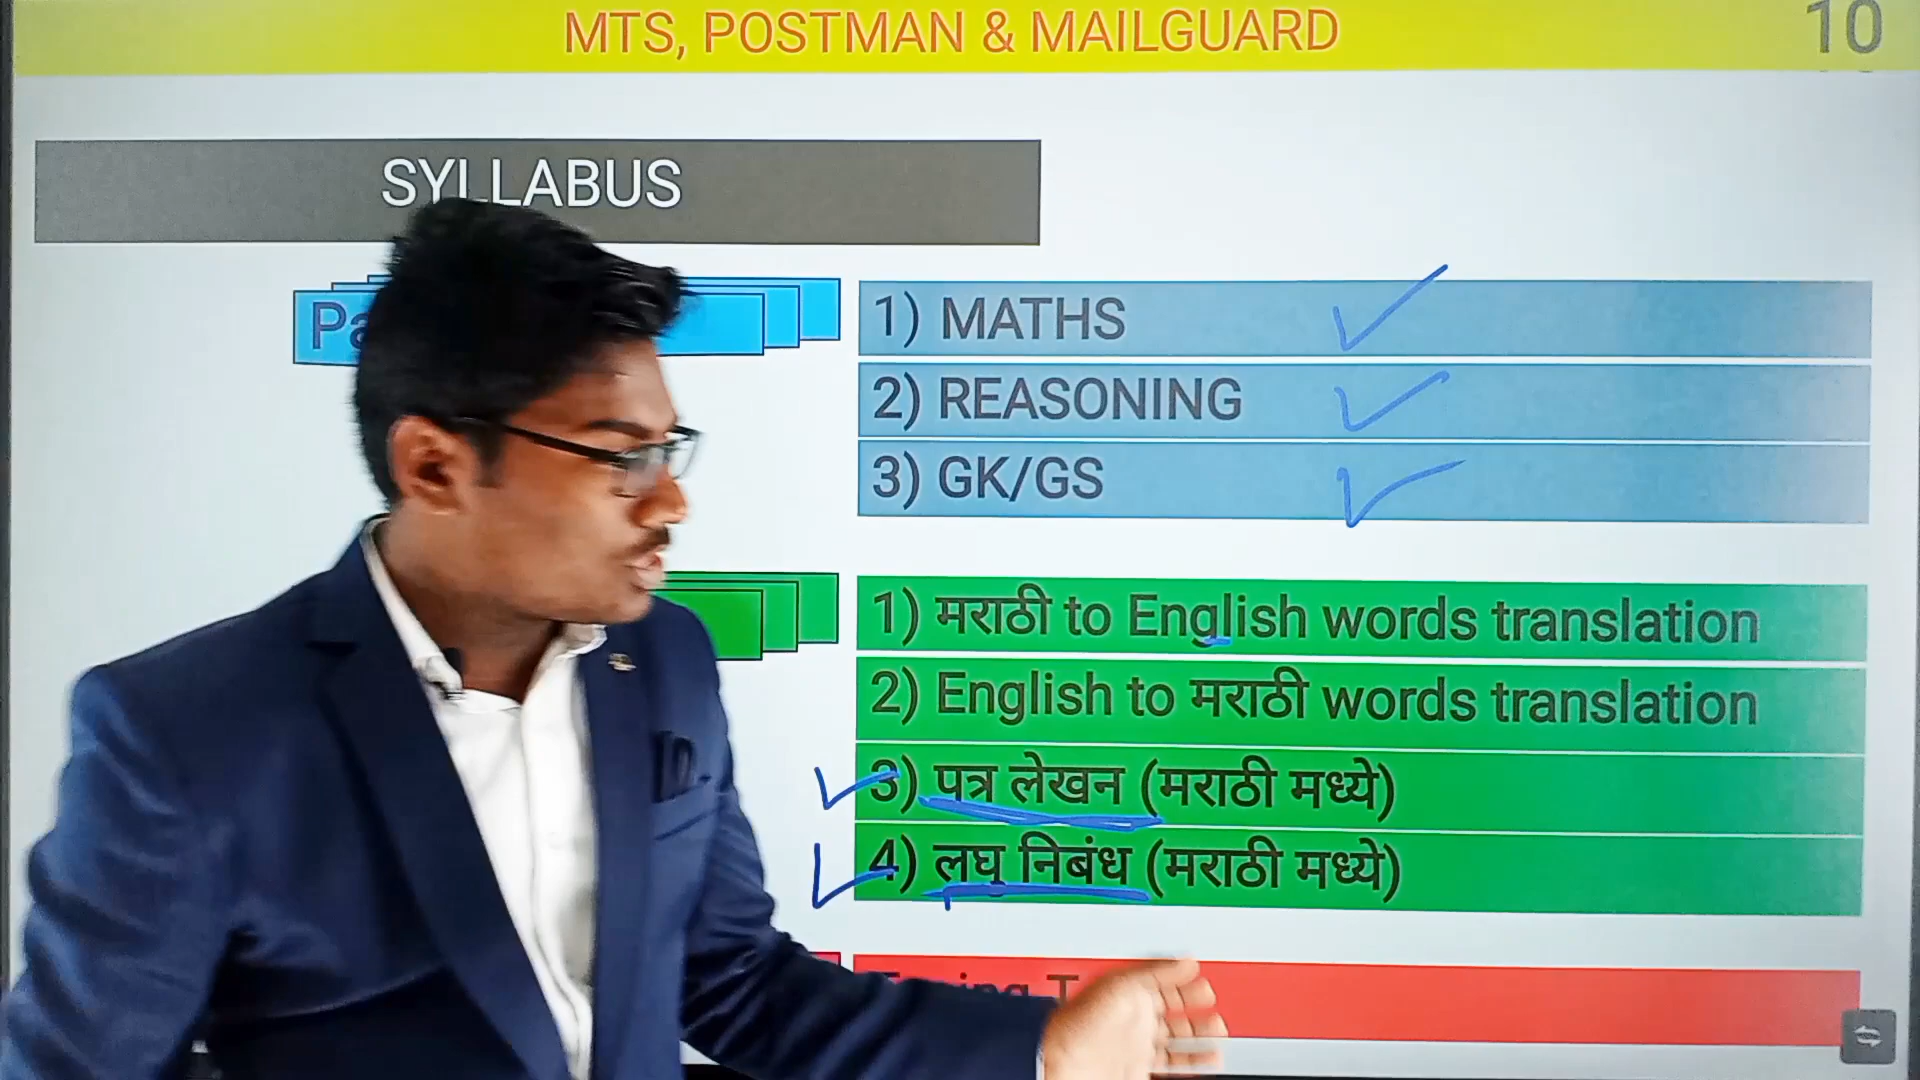 MTS, POSTMAN & MAILGUARD
10
SYLLABUS
1) MATHS
2) REASONING
3) GK/GS
1) मराठी to English words translation
2) English to मराठी words translation
3) पत्र लेखन (मराठी मध्ये)
4) लघु निबंध (मराठी मध्ये)